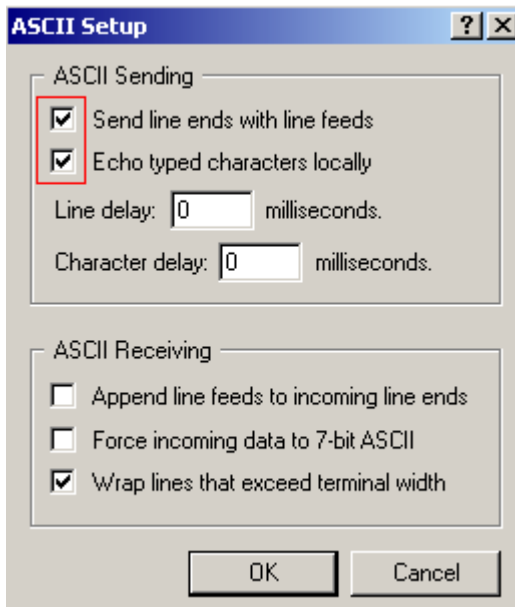 ASCII Setup
ASCII Sending
Send line ends with line feeds
Echo typed characters locally
Line delay: 0 milliseconds.
Character delay: 0 milliseconds.
ASCII Receiving
Append line feeds to incoming line ends
Force incoming data to 7-bit ASCII
Wrap lines that exceed terminal width
OK Cancel